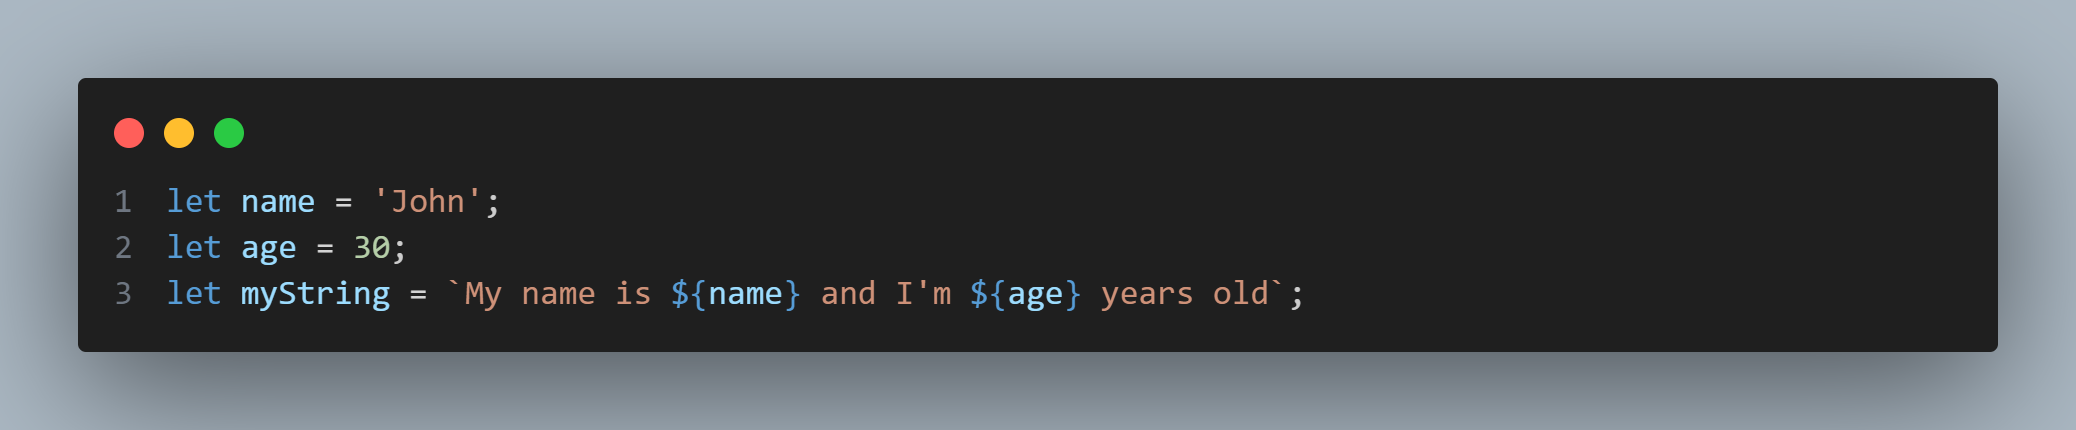 1 let name = 'John';
2 let age = 30;
3 let myString = `My name is ${name} and I'm ${age} years old`;